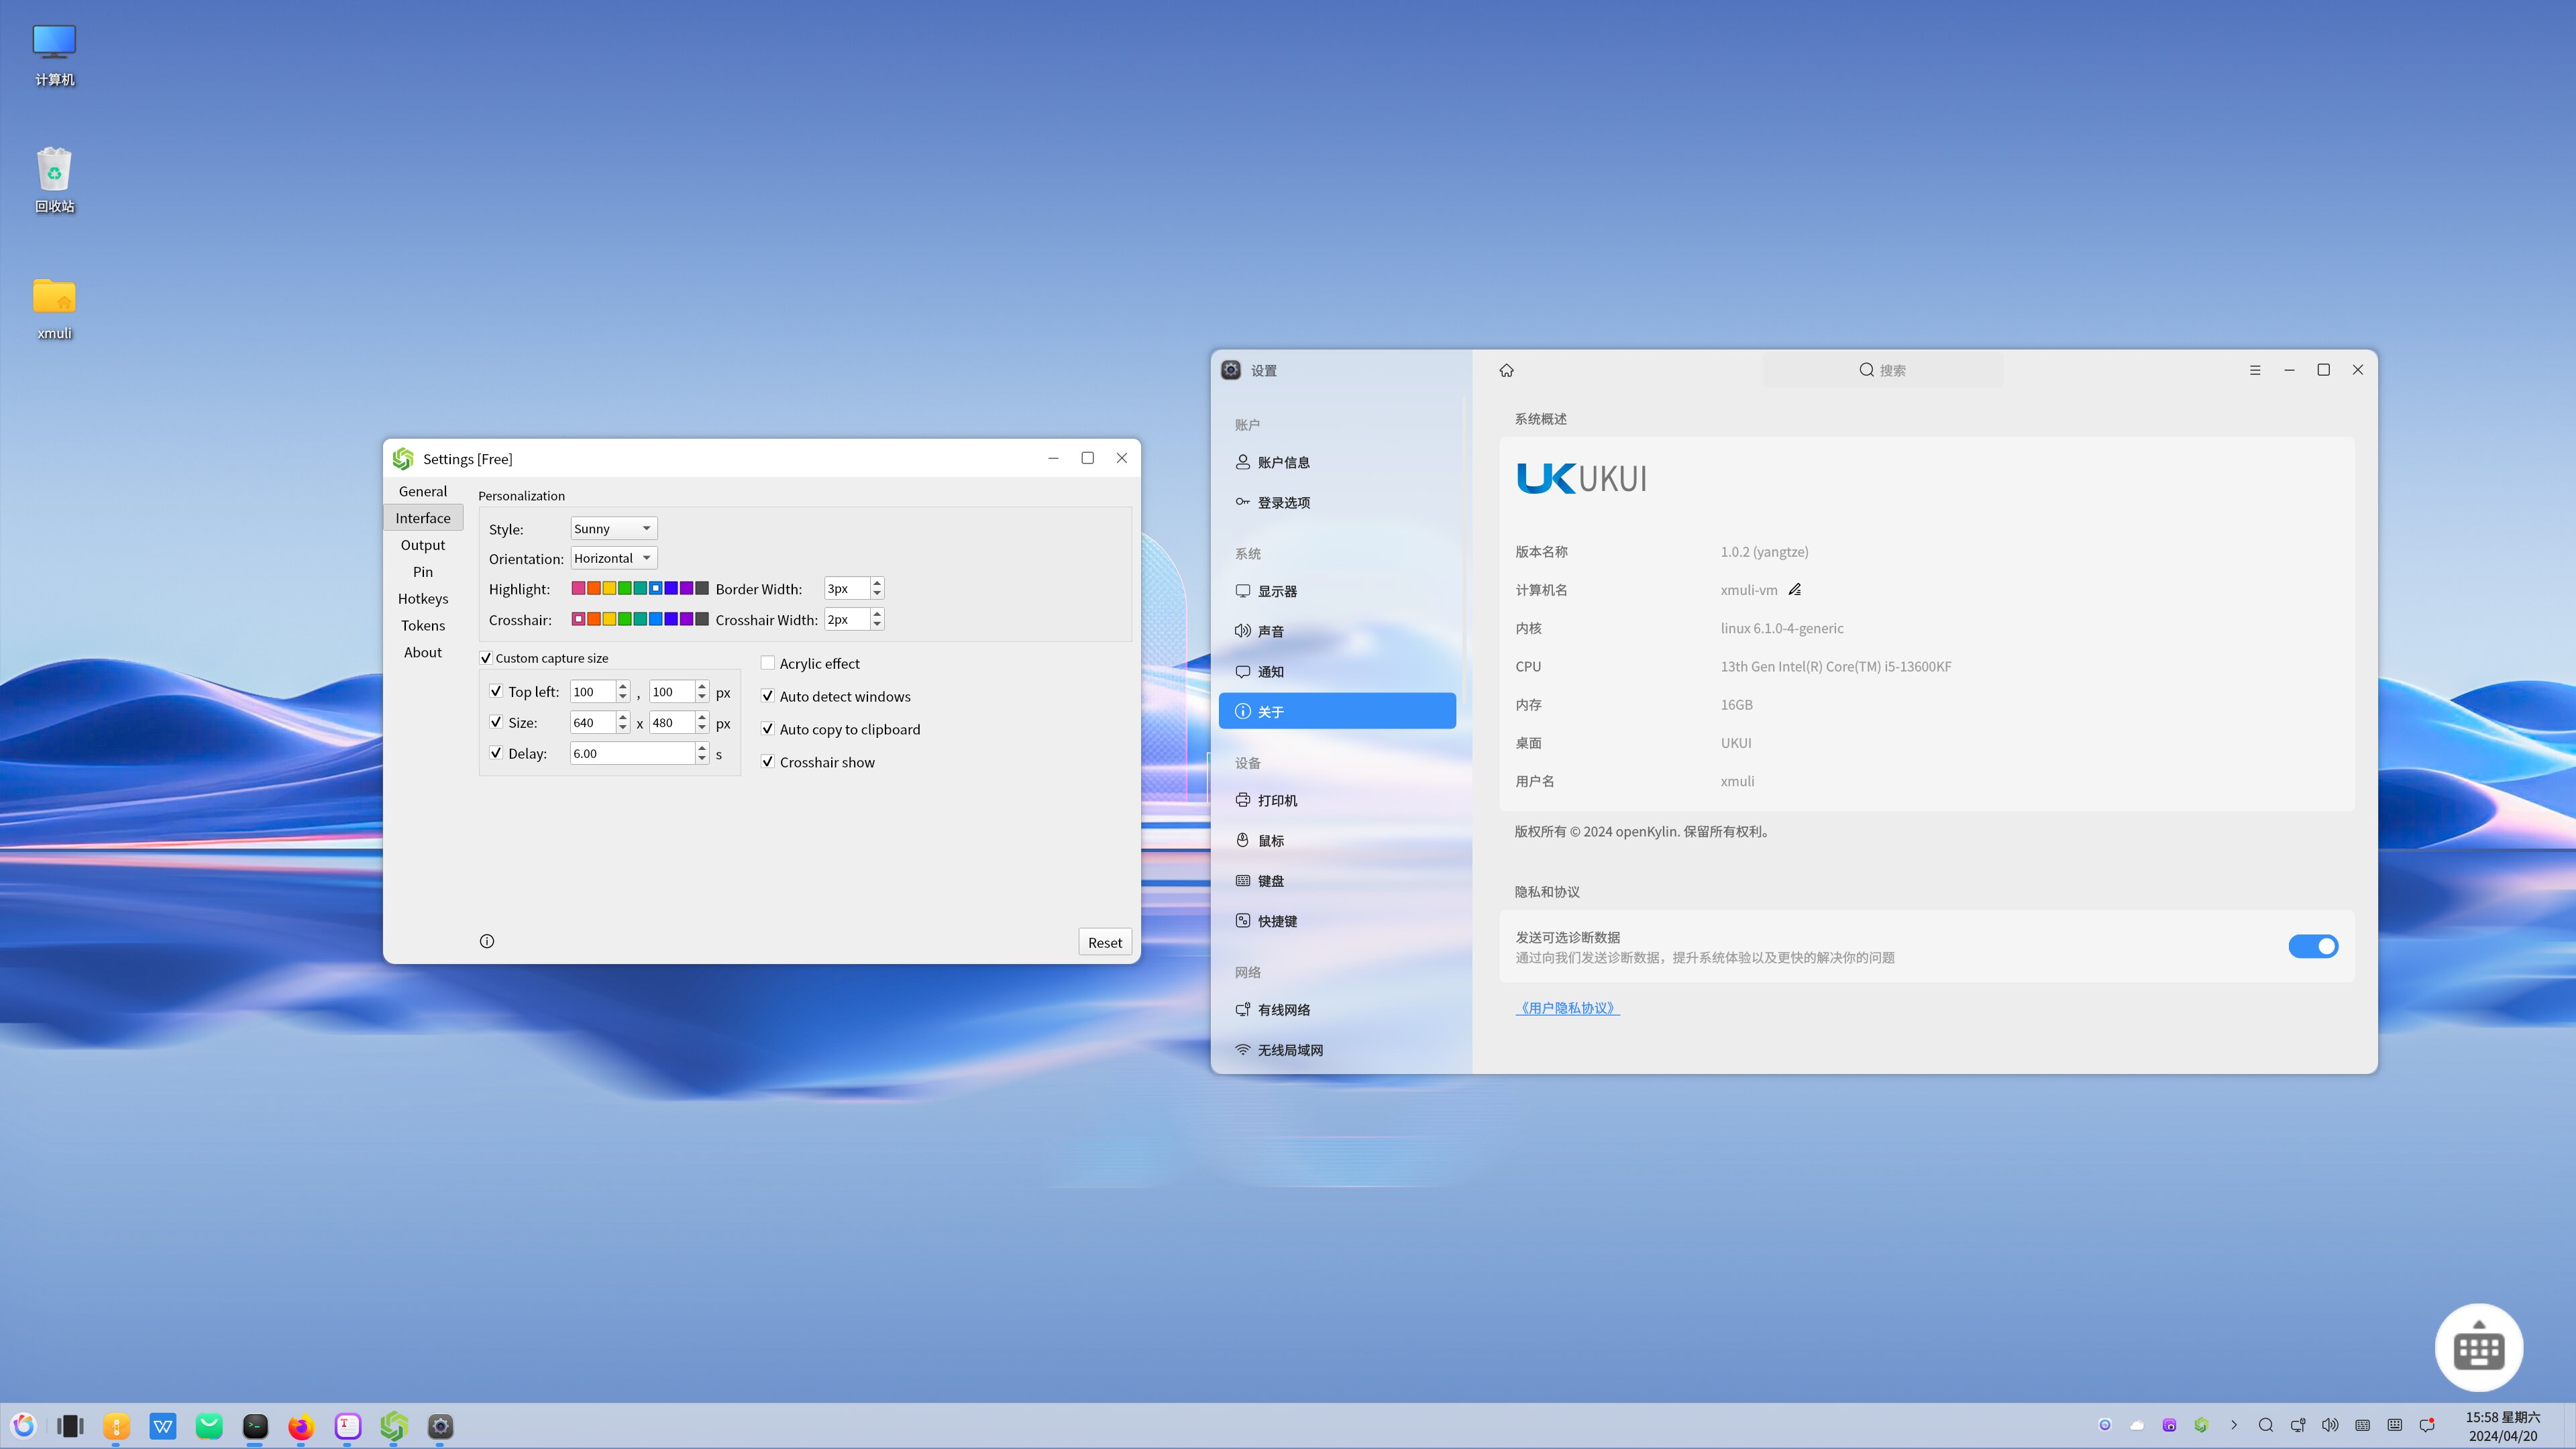 计算机
回收站
xmuli
Settings [Free]
General
Interface
Output
Pin
Hotkeys
Tokens
About
Personalization
Style: Sunny
Orientation: Horizontal
Highlight: Border Width: 3px
Crosshair: Crosshair Width: 2px
Custom capture size
Top left: 100 , 100 px
Size: 640 x 480 px
Delay: 6.00 s
Acrylic effect
Auto detect windows
Auto copy to clipboard
Crosshair show
Reset
设置
搜索
账户
账户信息
登录选项
系统
显示器
声音
通知
关于
设备
打印机
鼠标
键盘
快捷键
网络
有线网络
无线局域网
系统概述
UK UKUI
版本名称 1.0.2 (yangtze)
计算机名 xmuli-vm
内核 linux 6.1.0-4-generic
CPU 13th Gen Intel(R) Core(TM) i5-13600KF
内存 16GB
桌面 UKUI
用户名 xmuli
版权所有 © 2024 openKylin. 保留所有权利。
隐私和协议
发送可选诊断数据
通过向我们发送诊断数据，提升系统体验以及更快的解决你的问题
《用户隐私协议》
15:58 星期六
2024/04/20